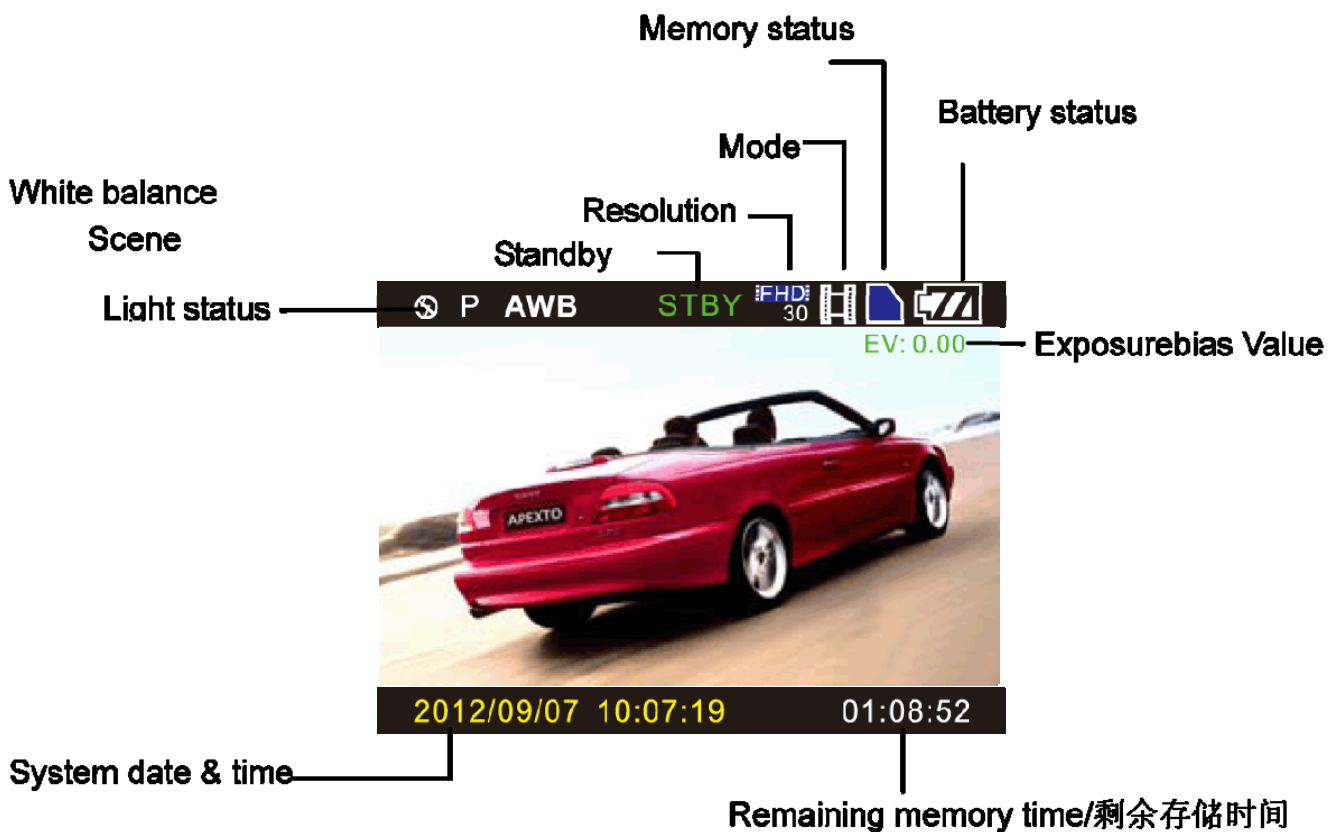 Memory status
Battery status
Mode
White balance
Resolution
Scene
Standby
Light status
P AWB STBY FHD 30
EV: 0.00
Exposurebias Value
APEXTO
2012/09/07 10:07:19 01:08:52
System date & time
Remaining memory time/剩余存储时间